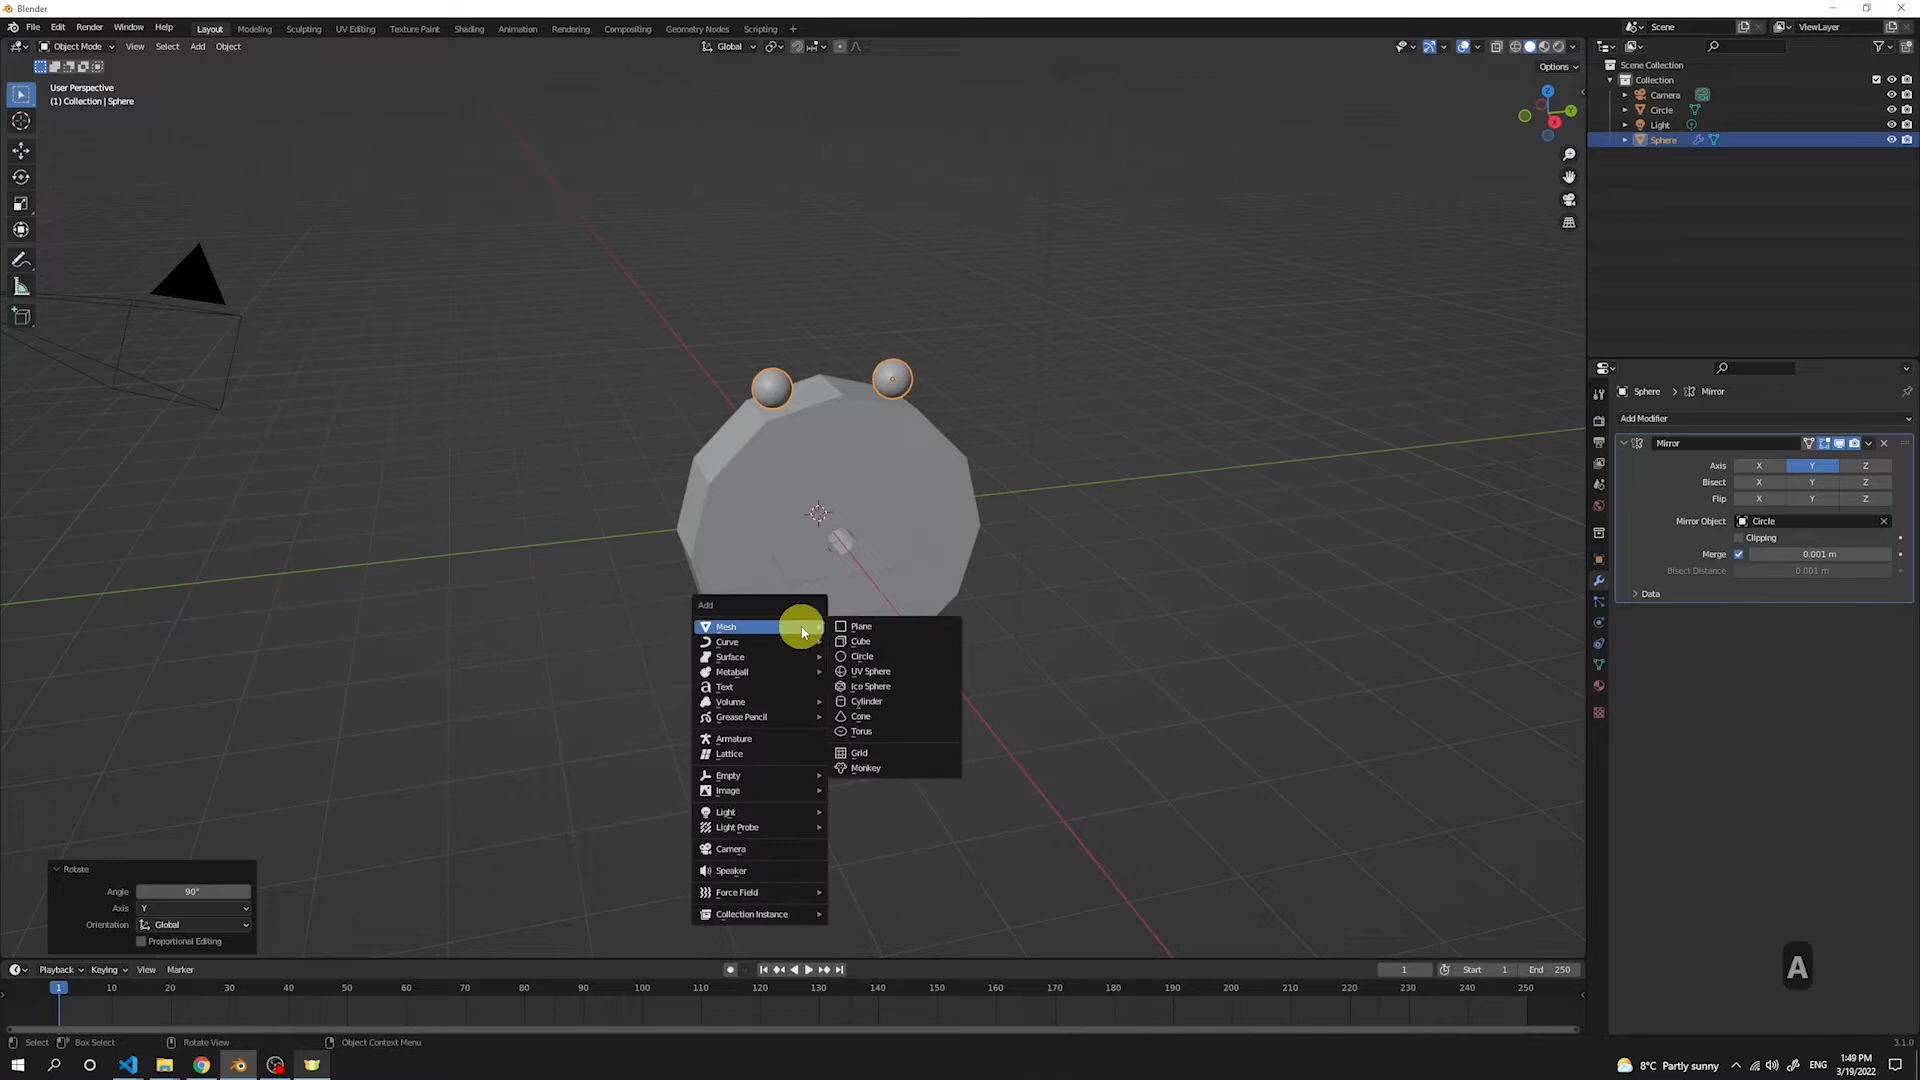 Blender
File Edit Render Window Help
Layout Modeling Sculpting UV Editing Texture Paint Shading Animation Rendering Compositing Geometry Nodes Scripting +
Scene
ViewLayer
Object Mode View Select Add Object
Global
Options
User Perspective
(1) Collection | Sphere
Z
Y
X
Scene Collection
Collection
Camera
Circle
Light
Sphere
Sphere > Mirror
Add Modifier
Mirror
Axis X Y Z
Bisect X Y Z
Flip X Y Z
Mirror Object Circle
Clipping
Merge 0.001 m
Bisect Distance 0.001 m
Data
Add
Mesh
Curve
Surface
Metaball
Text
Volume
Grease Pencil
Armature
Lattice
Empty
Image
Light
Light Probe
Camera
Speaker
Force Field
Collection Instance
Plane
Cube
Circle
UV Sphere
Ico Sphere
Cylinder
Cone
Torus
Grid
Monkey
Rotate
Angle 90°
Axis Y
Orientation Global
Proportional Editing
A
Playback Keying View Marker
1 Start 1 End 250
1 10 20 30 40 50 60 70 80 90 100 110 120 130 140 150 160 170 180 190 200 210 220 230 240 250
Select Box Select Rotate View Object Context Menu
3.1.0
8°C Partly sunny ENG
1:49 PM
3/19/2022